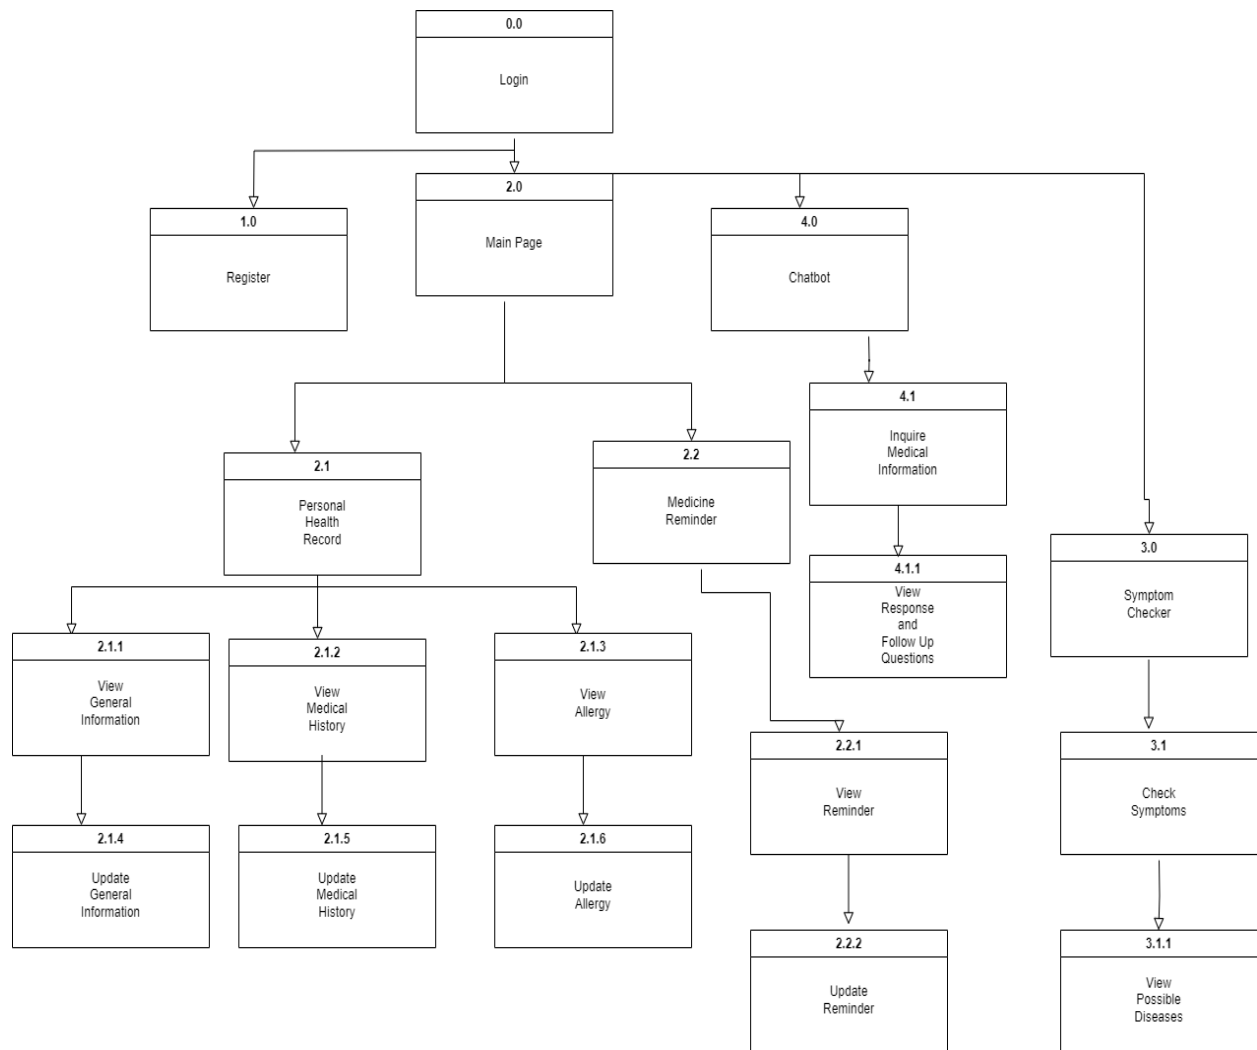 0.0
Login
1.0
Register
2.0
Main Page
4.0
Chatbot
2.1
Personal
Health
Record
2.2
Medicine
Reminder
4.1
Inquire
Medical
Information
4.1.1
View
Response
and
Follow Up
Questions
3.0
Symptom
Checker
2.1.1
View
General
Information
2.1.2
View
Medical
History
2.1.3
View
Allergy
2.2.1
View
Reminder
3.1
Check
Symptoms
2.1.4
Update
General
Information
2.1.5
Update
Medical
History
2.1.6
Update
Allergy
2.2.2
Update
Reminder
3.1.1
View
Possible
Diseases